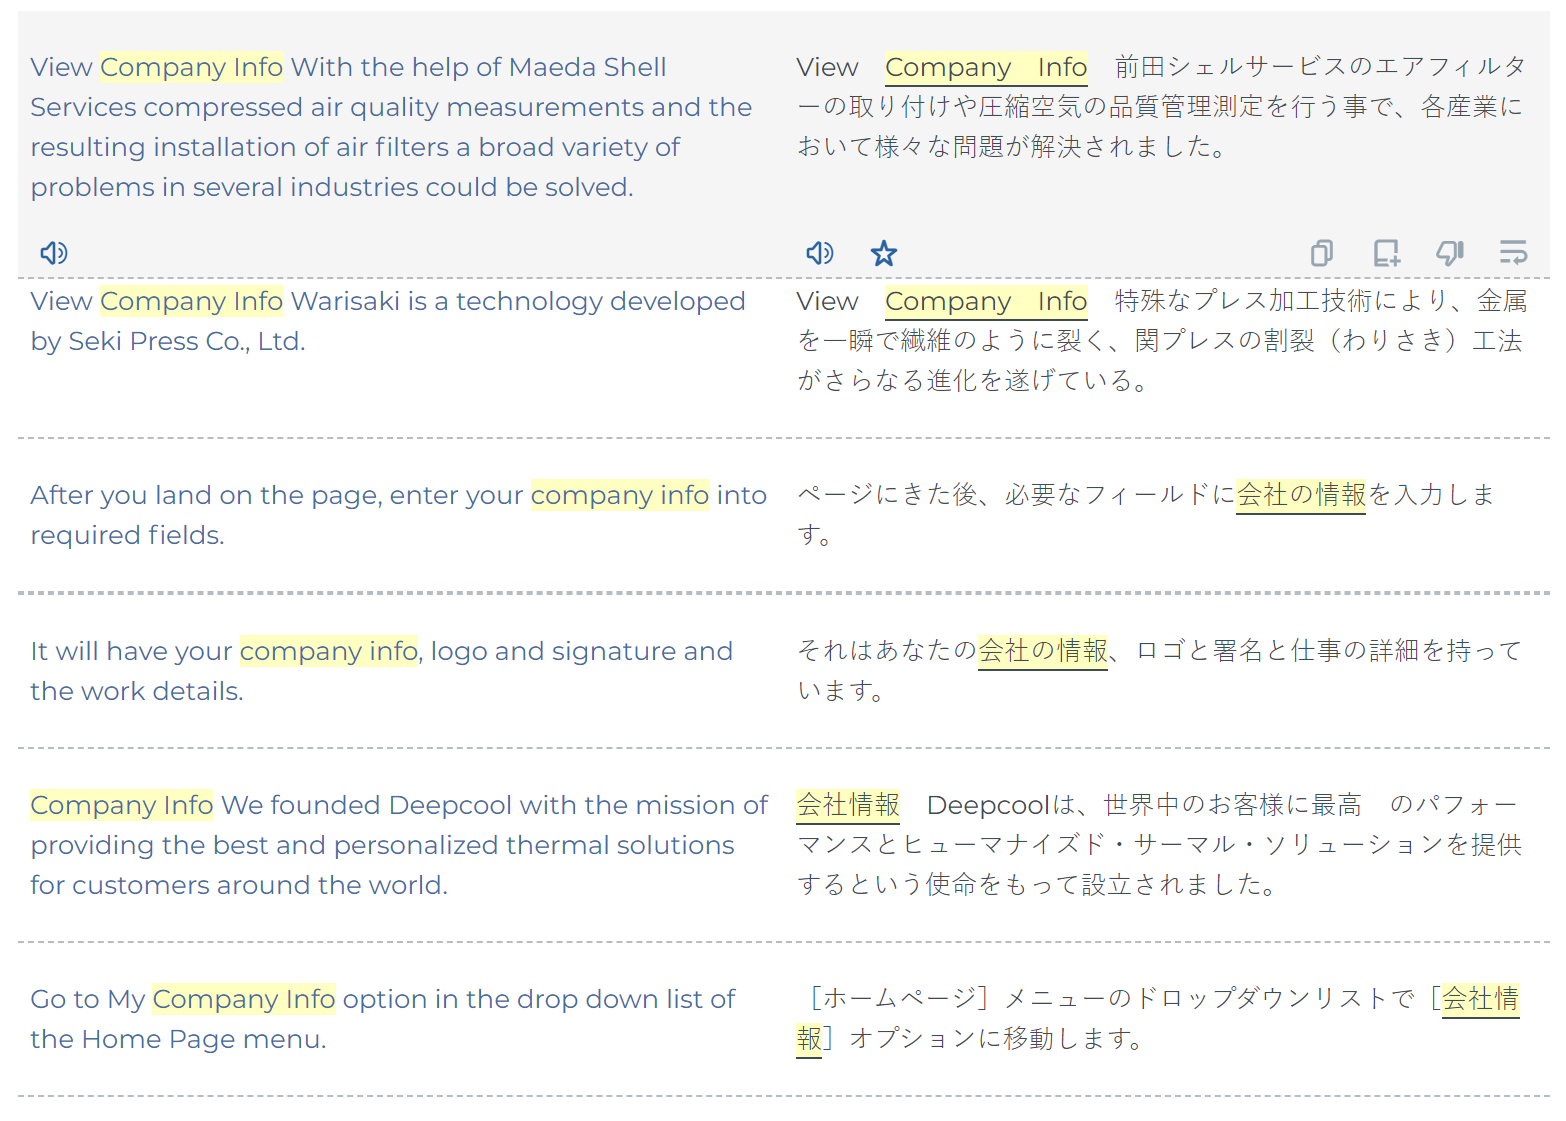 View Company Info With the help of Maeda Shell
Services compressed air quality measurements and the
resulting installation of air filters a broad variety of
problems in several industries could be solved.
View　Company　Info　前田シェルサービスのエアフィルタ
ーの取り付けや圧縮空気の品質管理測定を行う事で、各産業に
おいて様々な問題が解決されました。
View Company Info Warisaki is a technology developed
by Seki Press Co., Ltd.
View　Company　Info　特殊なプレス加工技術により、金属
を一瞬で繊維のように裂く、関プレスの割裂（わりさき）工法
がさらなる進化を遂げている。
After you land on the page, enter your company info into
required fields.
ページにきた後、必要なフィールドに会社の情報を入力しま
す。
It will have your company info, logo and signature and
the work details.
それはあなたの会社の情報、ロゴと署名と仕事の詳細を持って
います。
Company Info We founded Deepcool with the mission of
providing the best and personalized thermal solutions
for customers around the world.
会社情報　Deepcoolは、世界中のお客様に最高　のパフォー
マンスとヒューマナイズド・サーマル・ソリューションを提供
するという使命をもって設立されました。
Go to My Company Info option in the drop down list of
the Home Page menu.
［ホームページ］メニューのドロップダウンリストで［会社情
報］オプションに移動します。